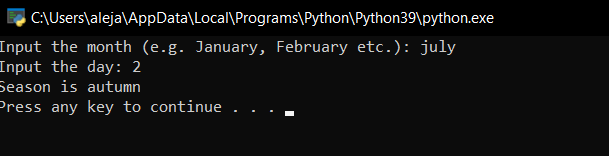 C:\Users\aleja\AppData\Local\Programs\Python\Python39\python.exe
Input the month (e.g. January, February etc.): july
Input the day: 2
Season is autumn
Press any key to continue . . .